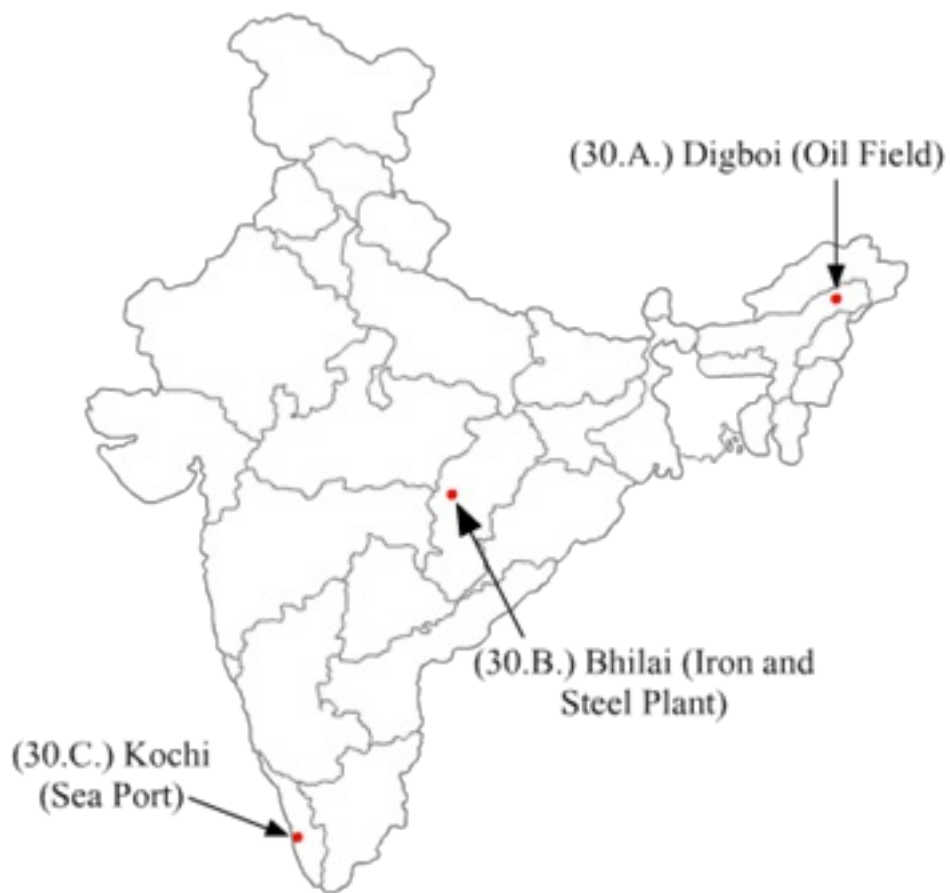 (30.A.) Digboi (Oil Field)
(30.B.) Bhilai (Iron and
Steel Plant)
(30.C.) Kochi
(Sea Port)